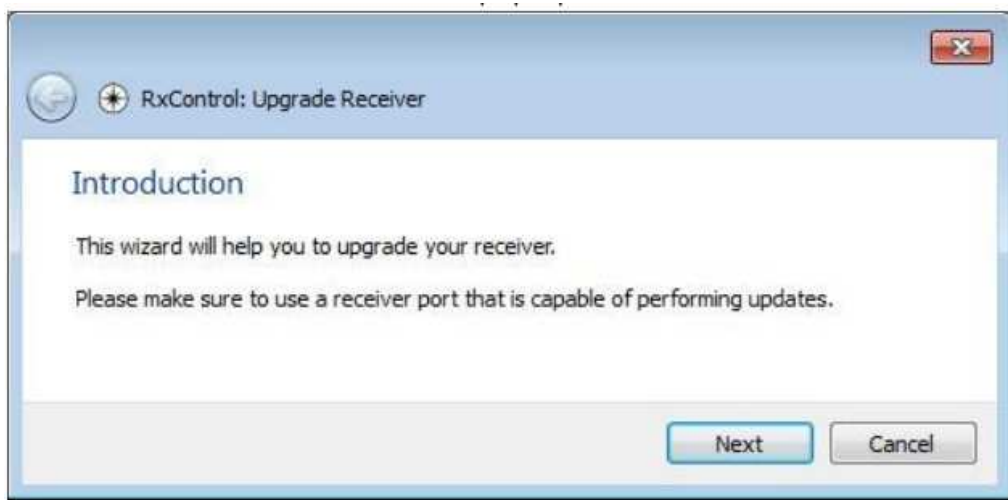 RxControl: Upgrade Receiver
Introduction
This wizard will help you to upgrade your receiver.
Please make sure to use a receiver port that is capable of performing updates.
Next Cancel